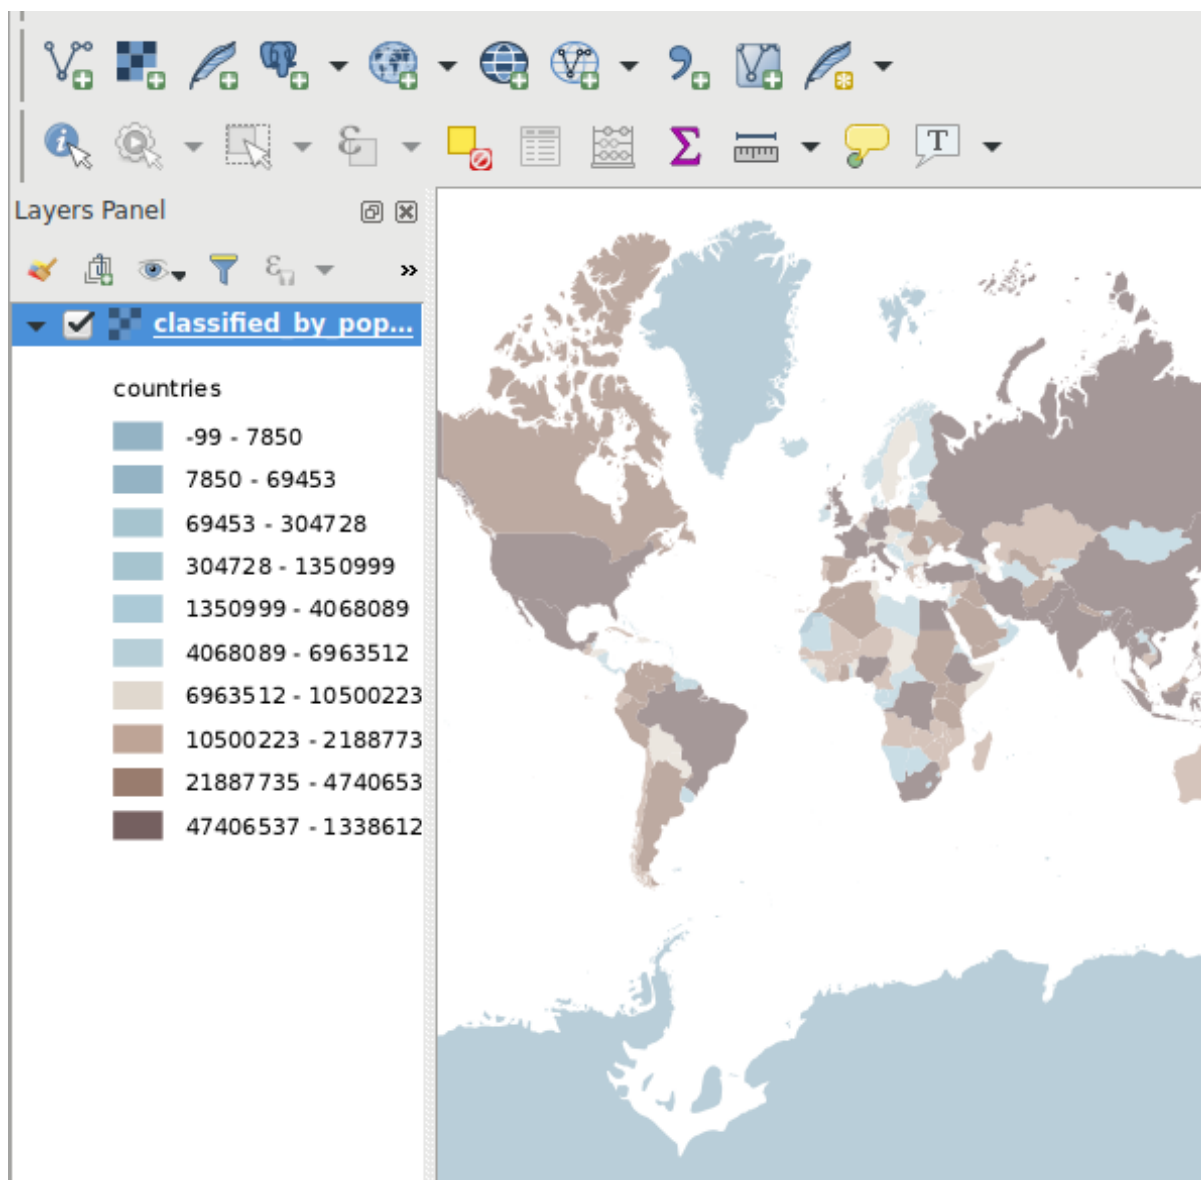 T
Layers Panel
classified_by_pop...
countries
-99 - 7850
7850 - 69453
69453 - 304728
304728 - 1350999
1350999 - 4068089
4068089 - 6963512
6963512 - 10500223
10500223 - 2188773
21887735 - 4740653
47406537 - 1338612